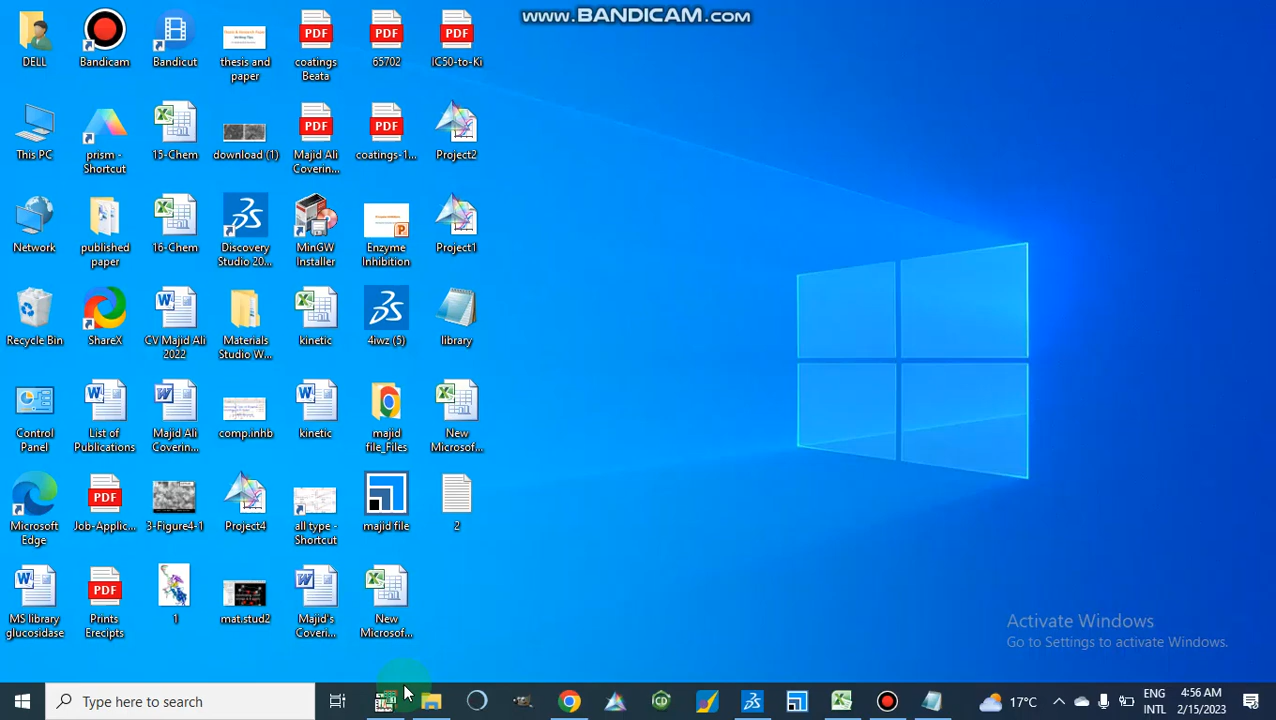 www.BANDICAM.com
DELL
Bandicam
Bandicut
thesis and
paper
coatings
Beata
65702
IC50-to-Ki
This PC
prism -
Shortcut
15-Chem
download (1)
Majid Ali
Coverin...
coatings-1...
Project2
Network
published
paper
16-Chem
Discovery
Studio 20...
MinGW
Installer
Enzyme
Inhibition
Project1
Recycle Bin
ShareX
CV Majid Ali
2022
Materials
Studio W...
kinetic
4iwz (5)
library
Control
Panel
List of
Publications
Majid Ali
Coverin...
comp.inhb
kinetic
majid
file_Files
New
Microsof...
Microsoft
Edge
Job-Applic...
3-Figure4-1
Project4
all type -
Shortcut
majid file
2
MS library
glucosidase
Prints
Erecipts
1
mat.stud2
Majid's
Coveri...
New
Microsof...
Activate Windows
Go to Settings to activate Windows.
Type here to search
17°C
ENG
INTL
4:56 AM
2/15/2023